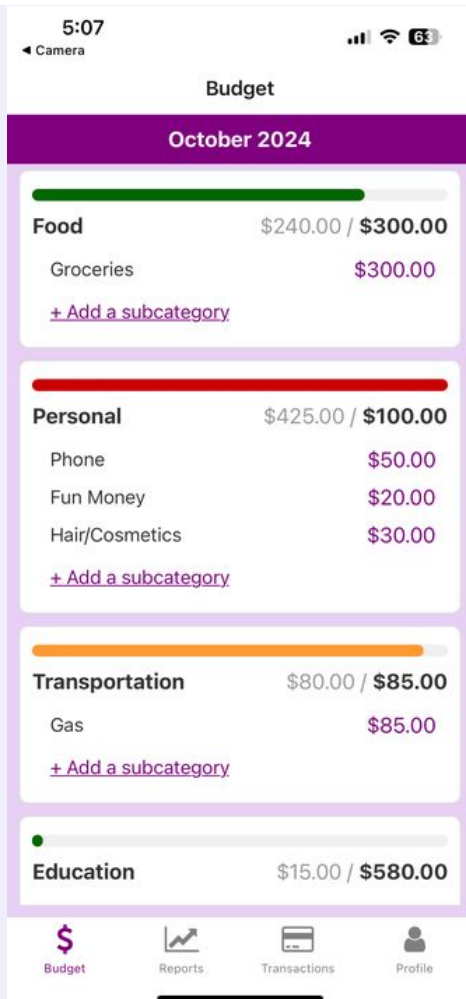 5:07
63
◀ Camera
Budget
October 2024
Food $240.00 / $300.00
Groceries $300.00
+ Add a subcategory
Personal $425.00 / $100.00
Phone $50.00
Fun Money $20.00
Hair/Cosmetics $30.00
+ Add a subcategory
Transportation $80.00 / $85.00
Gas $85.00
+ Add a subcategory
Education $15.00 / $580.00
Budget Reports Transactions Profile